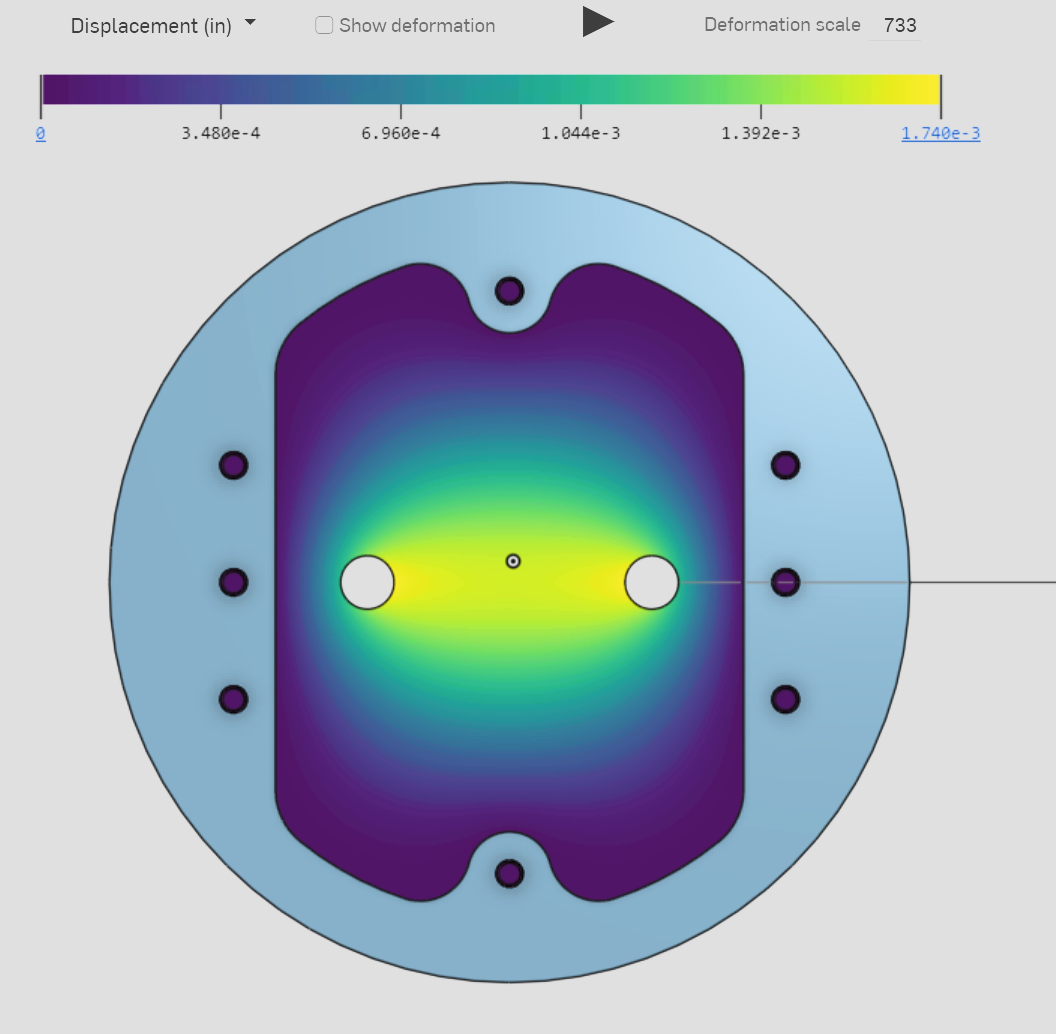 Displacement (in) Show deformation Deformation scale 733
0 3.480e-4 6.960e-4 1.044e-3 1.392e-3 1.740e-3